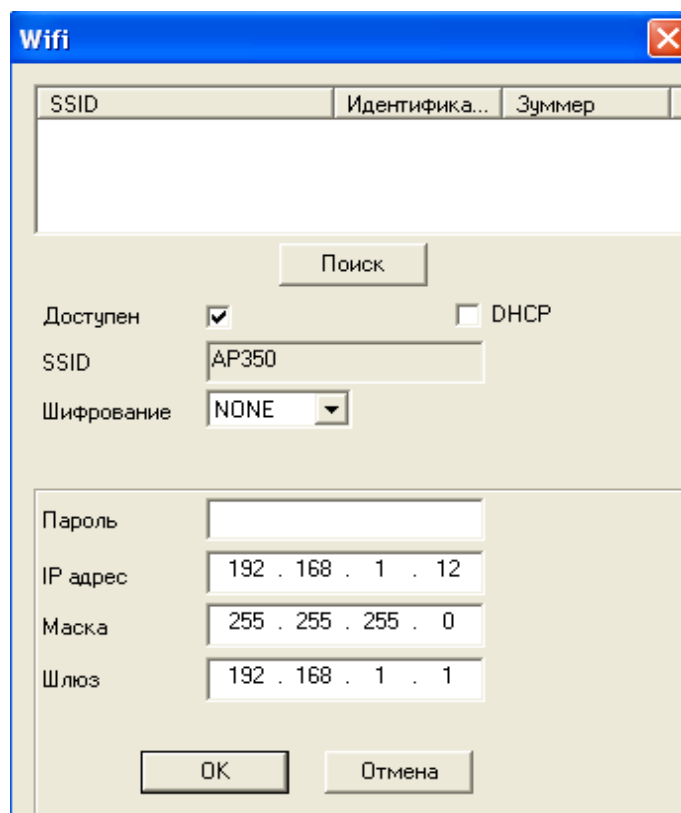 Wifi
SSID Идентифика... Зуммер
Поиск
Доступен DHCP
SSID AP350
Шифрование NONE
Пароль
IP адрес 192 . 168 . 1 . 12
Маска 255 . 255 . 255 . 0
Шлюз 192 . 168 . 1 . 1
OK Отмена